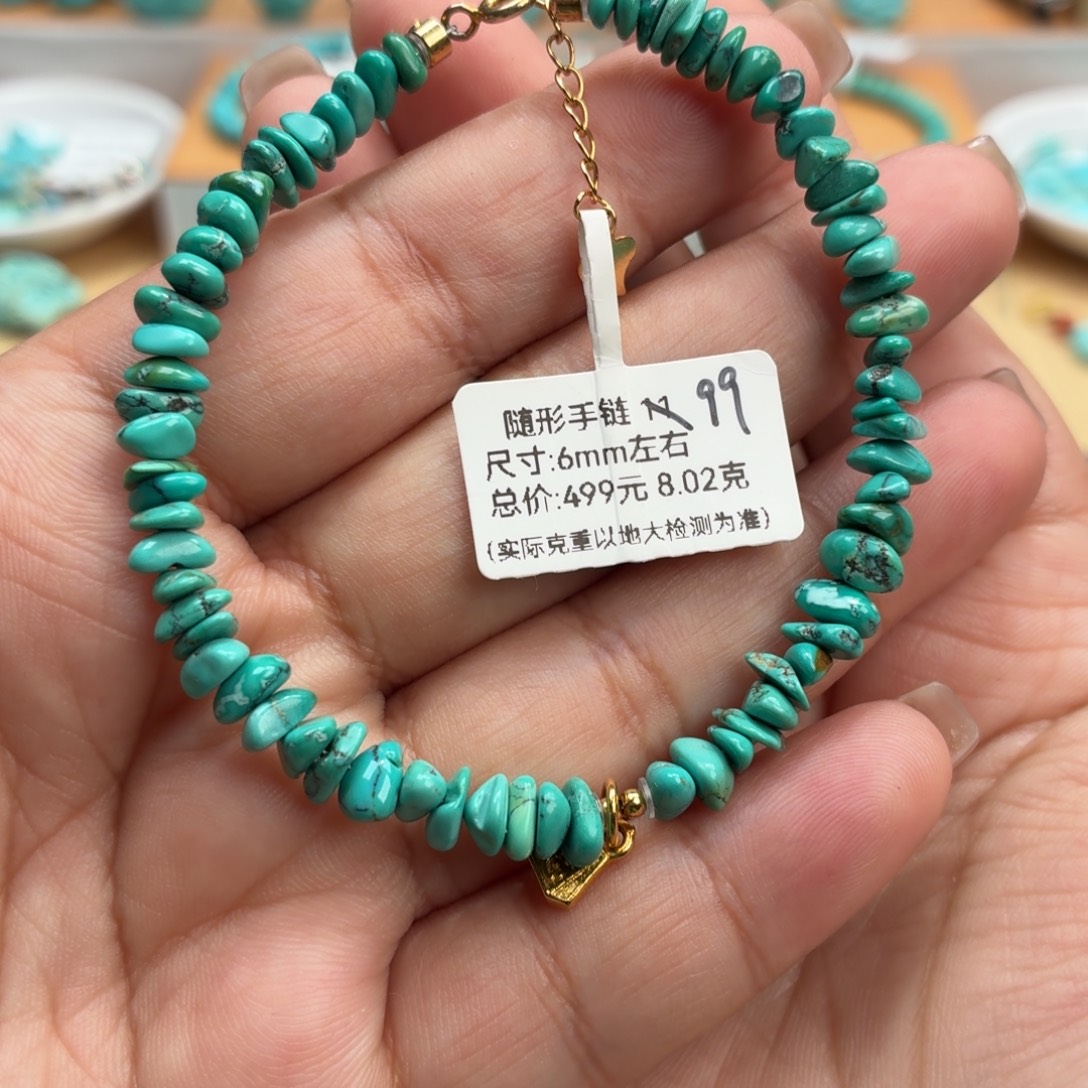 随形手链 99
尺寸:6mm左右
总价:499元 8.02克
(实际克重以地大检测为准)